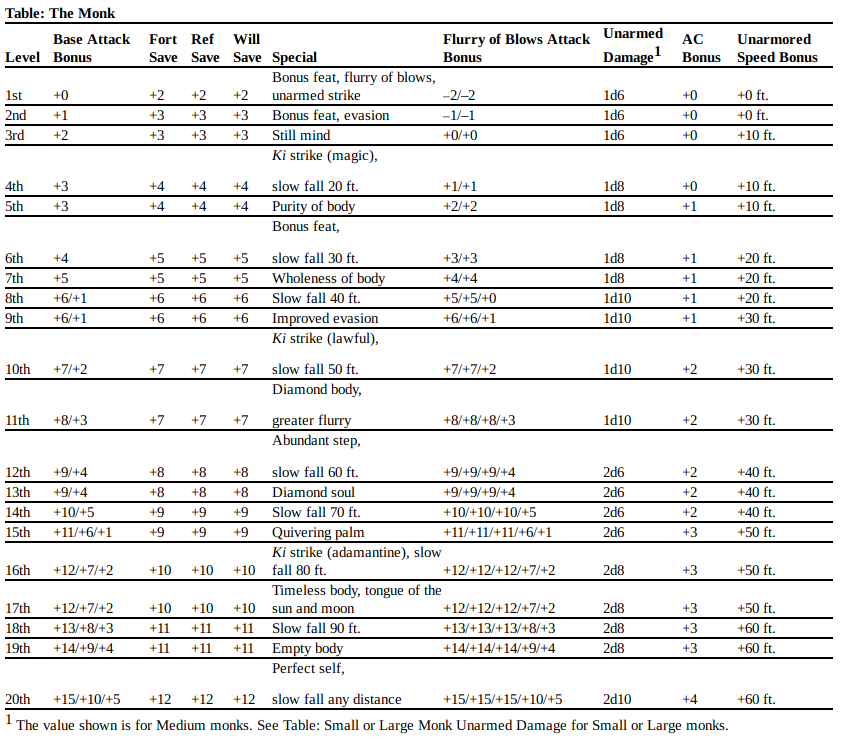 Table: The Monk
Level Base Attack Bonus Fort Save Ref Save Will Save Special Flurry of Blows Attack Bonus Unarmed Damage1 AC Bonus Unarmored Speed Bonus
1st +0 +2 +2 +2 Bonus feat, flurry of blows, unarmed strike –2/–2 1d6 +0 +0 ft.
2nd +1 +3 +3 +3 Bonus feat, evasion –1/–1 1d6 +0 +0 ft.
3rd +2 +3 +3 +3 Still mind +0/+0 1d6 +0 +10 ft.
4th +3 +4 +4 +4 Ki strike (magic), slow fall 20 ft. +1/+1 1d8 +0 +10 ft.
5th +3 +4 +4 +4 Purity of body +2/+2 1d8 +1 +10 ft.
6th +4 +5 +5 +5 Bonus feat, slow fall 30 ft. +3/+3 1d8 +1 +20 ft.
7th +5 +5 +5 +5 Wholeness of body +4/+4 1d8 +1 +20 ft.
8th +6/+1 +6 +6 +6 Slow fall 40 ft. +5/+5/+0 1d10 +1 +20 ft.
9th +6/+1 +6 +6 +6 Improved evasion +6/+6/+1 1d10 +1 +30 ft.
10th +7/+2 +7 +7 +7 Ki strike (lawful), slow fall 50 ft. +7/+7/+2 1d10 +2 +30 ft.
11th +8/+3 +7 +7 +7 Diamond body, greater flurry +8/+8/+8/+3 1d10 +2 +30 ft.
12th +9/+4 +8 +8 +8 Abundant step, slow fall 60 ft. +9/+9/+9/+4 2d6 +2 +40 ft.
13th +9/+4 +8 +8 +8 Diamond soul +9/+9/+9/+4 2d6 +2 +40 ft.
14th +10/+5 +9 +9 +9 Slow fall 70 ft. +10/+10/+10/+5 2d6 +2 +40 ft.
15th +11/+6/+1 +9 +9 +9 Quivering palm +11/+11/+11/+6/+1 2d6 +3 +50 ft.
16th +12/+7/+2 +10 +10 +10 Ki strike (adamantine), slow fall 80 ft. +12/+12/+12/+7/+2 2d8 +3 +50 ft.
17th +12/+7/+2 +10 +10 +10 Timeless body, tongue of the sun and moon +12/+12/+12/+7/+2 2d8 +3 +50 ft.
18th +13/+8/+3 +11 +11 +11 Slow fall 90 ft. +13/+13/+13/+8/+3 2d8 +3 +60 ft.
19th +14/+9/+4 +11 +11 +11 Empty body +14/+14/+14/+9/+4 2d8 +3 +60 ft.
20th +15/+10/+5 +12 +12 +12 Perfect self, slow fall any distance +15/+15/+15/+10/+5 2d10 +4 +60 ft.
1 The value shown is for Medium monks. See Table: Small or Large Monk Unarmed Damage for Small or Large monks.